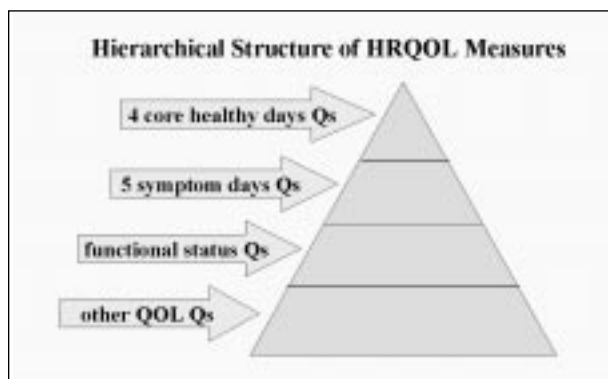 Hierarchical Structure of HRQOL Measures
4 core healthy days Qs
5 symptom days Qs
functional status Qs
other QOL Qs